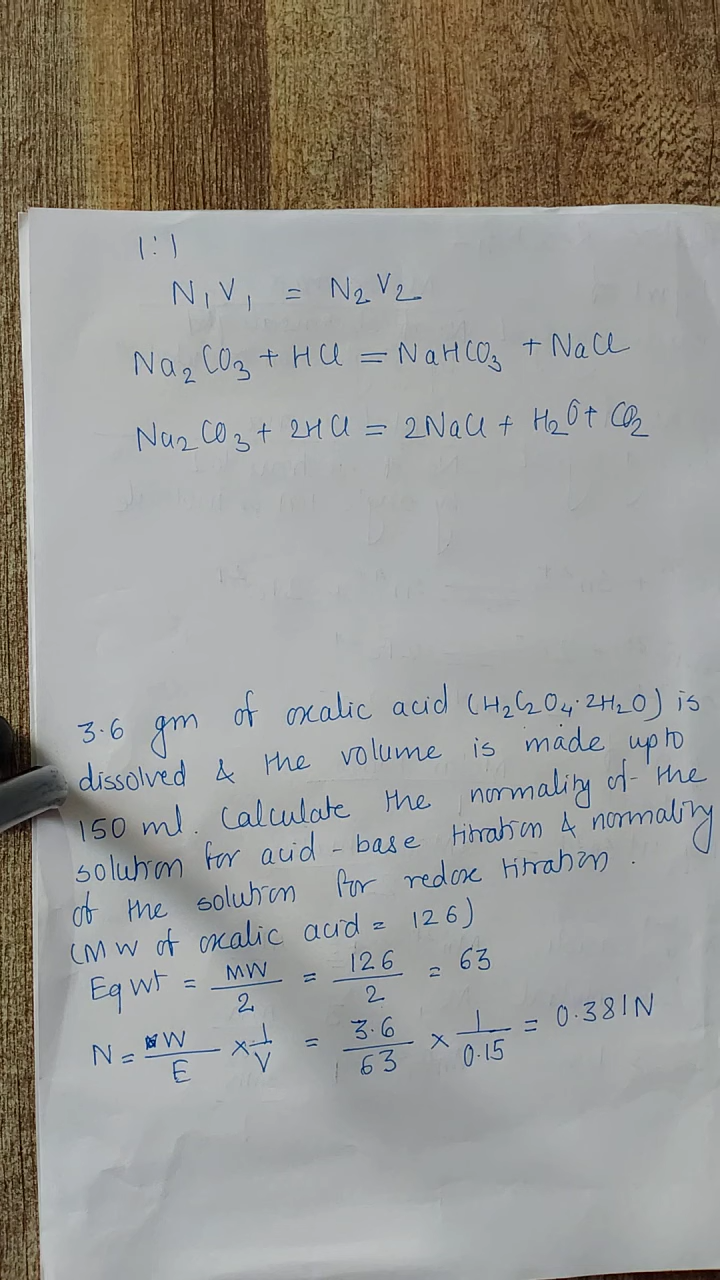 1:1
N₁V₁ = N₂V₂
Na₂CO₃ + HCl = NaHCO₃ + NaCl
Na₂CO₃ + 2HCl = 2NaCl + H₂O + CO₂
3.6 gm of oxalic acid (H₂C₂O₄·2H₂O) is
dissolved & the volume is made upto
150 ml. Calculate the normality of the
solution for acid-base titration & normality
of the solution for redox titration.
(MW of oxalic acid = 126)
Eq wt = MW/2 = 126/2 = 63
N = W/E × 1/V = 3.6/63 × 1/0.15 = 0.381N